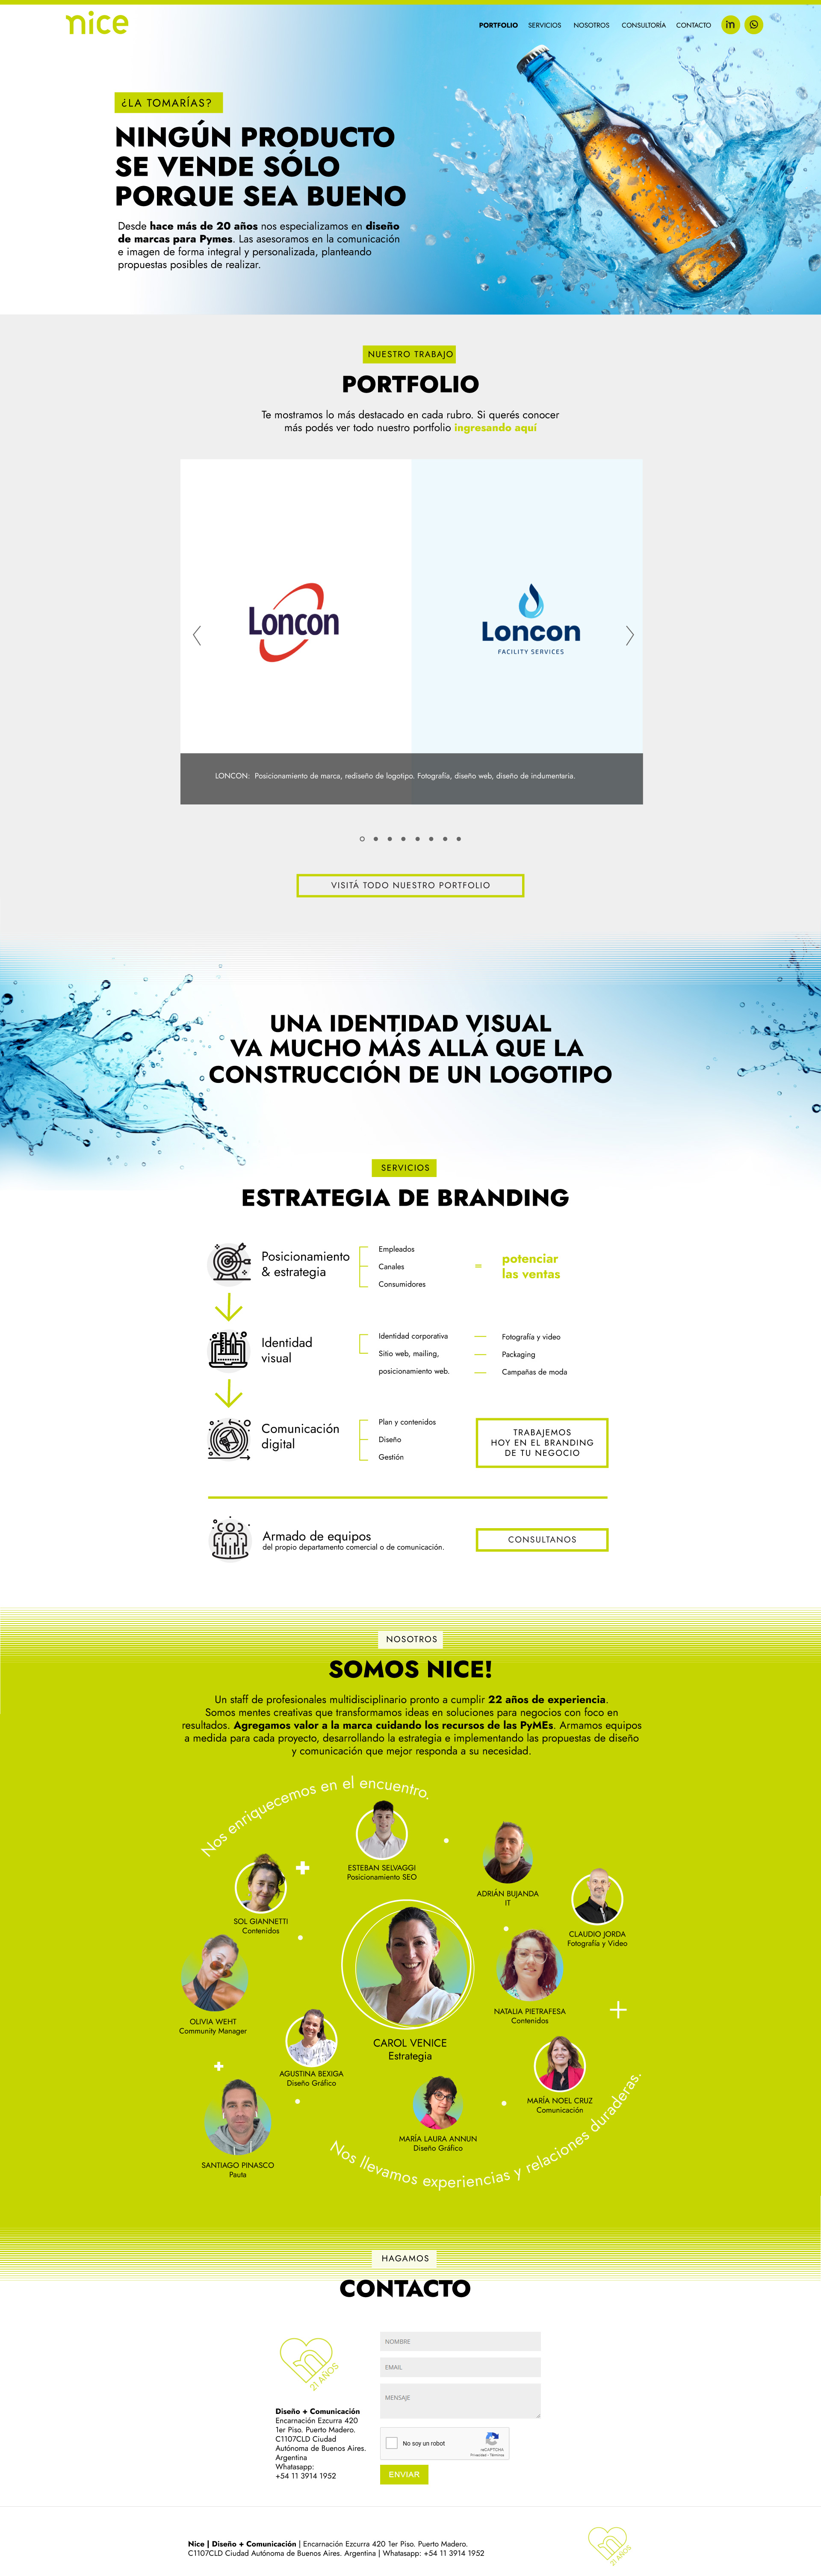 nice
PORTFOLIO SERVICIOS NOSOTROS CONSULTORÍA CONTACTO in
¿LA TOMARÍAS?
NINGÚN PRODUCTO
SE VENDE SÓLO
PORQUE SEA BUENO
Desde hace más de 20 años nos especializamos en diseño
de marcas para Pymes. Las asesoramos en la comunicación
e imagen de forma integral y personalizada, planteando
propuestas posibles de realizar.
NUESTRO TRABAJO
PORTFOLIO
Te mostramos lo más destacado en cada rubro. Si querés conocer
más podés ver todo nuestro portfolio ingresando aquí
Loncon
Loncon
FACILITY SERVICES
LONCON: Posicionamiento de marca, rediseño de logotipo. Fotografía, diseño web, diseño de indumentaria.
VISITÁ TODO NUESTRO PORTFOLIO
UNA IDENTIDAD VISUAL
VA MUCHO MÁS ALLÁ QUE LA
CONSTRUCCIÓN DE UN LOGOTIPO
SERVICIOS
ESTRATEGIA DE BRANDING
Posicionamiento
& estrategia
Empleados
Canales
Consumidores
=
potenciar
las ventas
Identidad
visual
Identidad corporativa
Sitio web, mailing,
posicionamiento web.
Fotografía y video
Packaging
Campañas de moda
Comunicación
digital
Plan y contenidos
Diseño
Gestión
TRABAJEMOS
HOY EN EL BRANDING
DE TU NEGOCIO
Armado de equipos
del propio departamento comercial o de comunicación.
CONSULTANOS
NOSOTROS
SOMOS NICE!
Un staff de profesionales multidisciplinario pronto a cumplir 22 años de experiencia.
Somos mentes creativas que transformamos ideas en soluciones para negocios con foco en
resultados. Agregamos valor a la marca cuidando los recursos de las PyMEs. Armamos equipos
a medida para cada proyecto, desarrollando la estrategia e implementando las propuestas de diseño
y comunicación que mejor responda a su necesidad.
Nos enriquecemos en el encuentro.
ESTEBAN SELVAGGI
Posicionamiento SEO
ADRIÁN BUJANDA
IT
SOL GIANNETTI
Contenidos
CLAUDIO JORDA
Fotografía y Video
OLIVIA WEHT
Community Manager
NATALIA PIETRAFESA
Contenidos
CAROL VENICE
Estrategia
AGUSTINA BEXIGA
Diseño Gráfico
MARÍA NOEL CRUZ
Comunicación
MARÍA LAURA ANNUN
Diseño Gráfico
SANTIAGO PINASCO
Pauta
Nos llevamos experiencias y relaciones duraderas.
HAGAMOS
CONTACTO
21 AÑOS
NOMBRE
EMAIL
MENSAJE
Diseño + Comunicación
Encarnación Ezcurra 420
1er Piso. Puerto Madero.
C1107CLD Ciudad
Autónoma de Buenos Aires.
Argentina
Whatasapp:
+54 11 3914 1952
No soy un robot
reCAPTCHA
Privacidad - Términos
ENVIAR
Nice | Diseño + Comunicación | Encarnación Ezcurra 420 1er Piso. Puerto Madero.
C1107CLD Ciudad Autónoma de Buenos Aires. Argentina | Whatasapp: +54 11 3914 1952
21 AÑOS